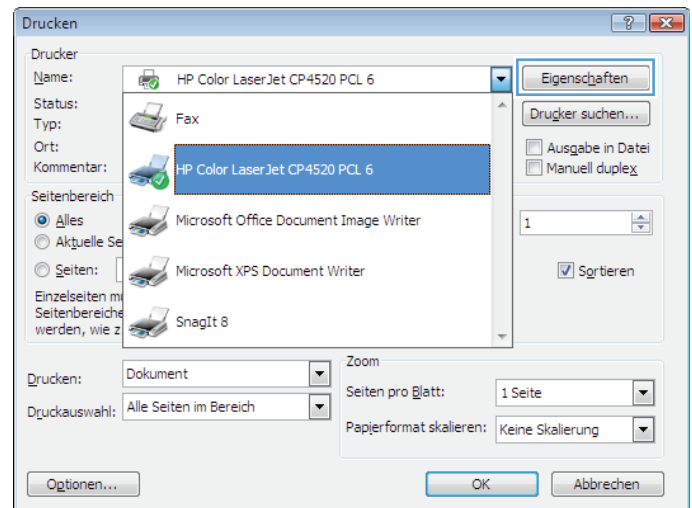 Drucken
Drucker
Name: HP Color LaserJet CP4520 PCL 6 Eigenschaften
Status:
Typ:
Ort:
Kommentar:
Fax
HP Color LaserJet CP4520 PCL 6
Microsoft Office Document Image Writer
Microsoft XPS Document Writer
SnagIt 8
Drucker suchen...
Ausgabe in Datei
Manuell duplex
Seitenbereich
Alles
Aktuelle Se
Seiten:
Einzelseiten
Seitenbereiche
werden, wie z
1
Sortieren
Drucken: Dokument
Druckauswahl: Alle Seiten im Bereich
Zoom
Seiten pro Blatt: 1 Seite
Papierformat skalieren: Keine Skalierung
Optionen...
OK
Abbrechen